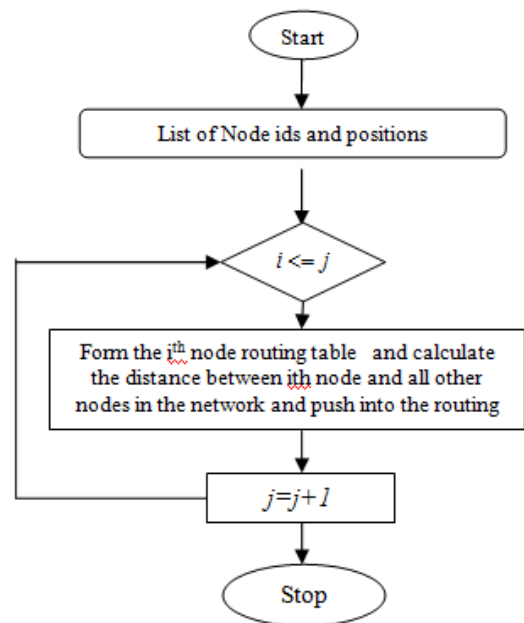 Start
List of Node ids and positions
i <= j
Form the ith node routing table and calculate
the distance between ith node and all other
nodes in the network and push into the routing
j=j+1
Stop